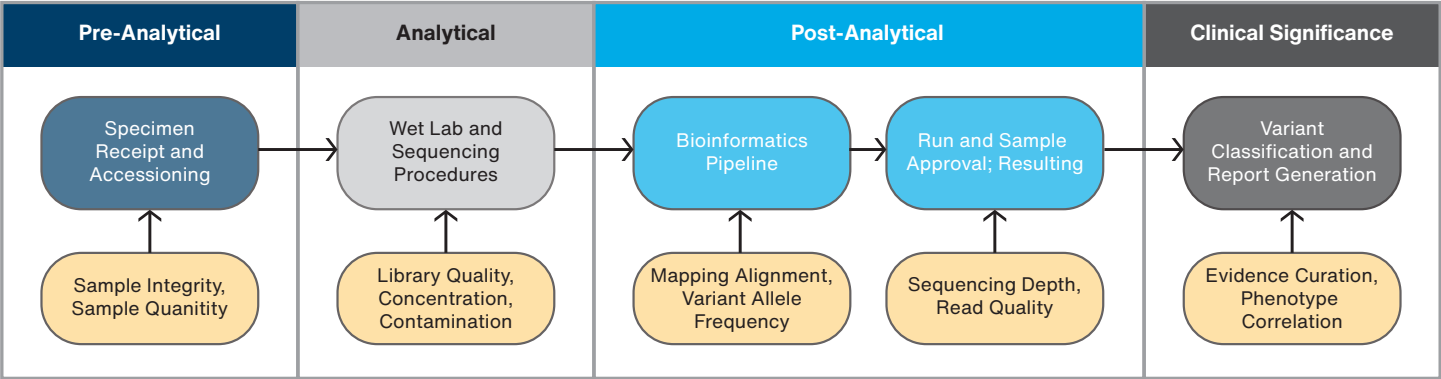 Pre-Analytical
Analytical
Post-Analytical
Clinical Significance
Specimen
Receipt and
Accessioning
Wet Lab and
Sequencing
Procedures
Bioinformatics
Pipeline
Run and Sample
Approval; Resulting
Variant
Classification and
Report Generation
Sample Integrity,
Sample Quanitity
Library Quality,
Concentration,
Contamination
Mapping Alignment,
Variant Allele
Frequency
Sequencing Depth,
Read Quality
Evidence Curation,
Phenotype
Correlation